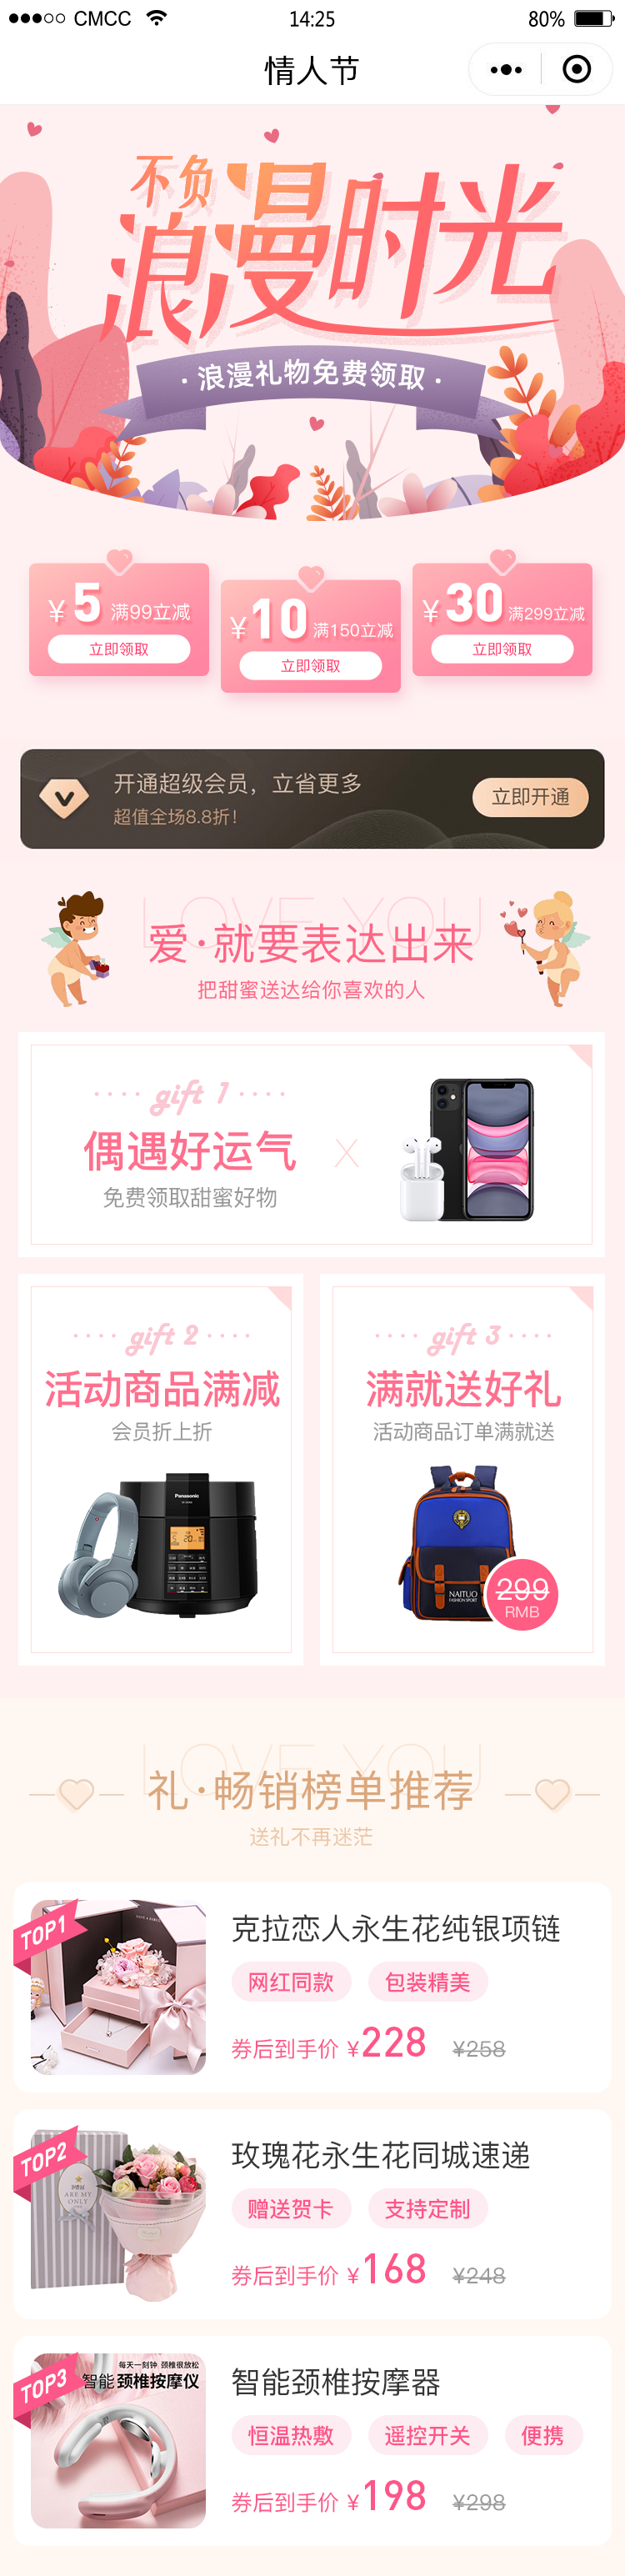 CMCC 14:25 80%
情人节
不负
浪漫时光
· 浪漫礼物免费领取 ·
¥5 满99立减
立即领取
¥10 满150立减
立即领取
¥30 满299立减
立即领取
开通超级会员，立省更多
超值全场8.8折!
立即开通
LOVE YOU
爱·就要表达出来
把甜蜜送达给你喜欢的人
gift 1
偶遇好运气
免费领取甜蜜好物
X
gift 2
活动商品满减
会员折上折
Panasonic
SONY
gift 3
满就送好礼
活动商品订单满就送
NAITUO
FASHION SPORT
299
RMB
LOVE YOU
礼·畅销榜单推荐
送礼不再迷茫
TOP1
克拉恋人永生花纯银项链
网红同款 包装精美
券后到手价 ¥228 ¥258
TOP2
ARE MY
ONLY
玫瑰花永生花同城速递
赠送贺卡 支持定制
券后到手价 ¥168 ¥248
TOP3
每天一刻钟 颈椎很放松
智能颈椎按摩仪
智能颈椎按摩器
恒温热敷 遥控开关 便携
券后到手价 ¥198 ¥298